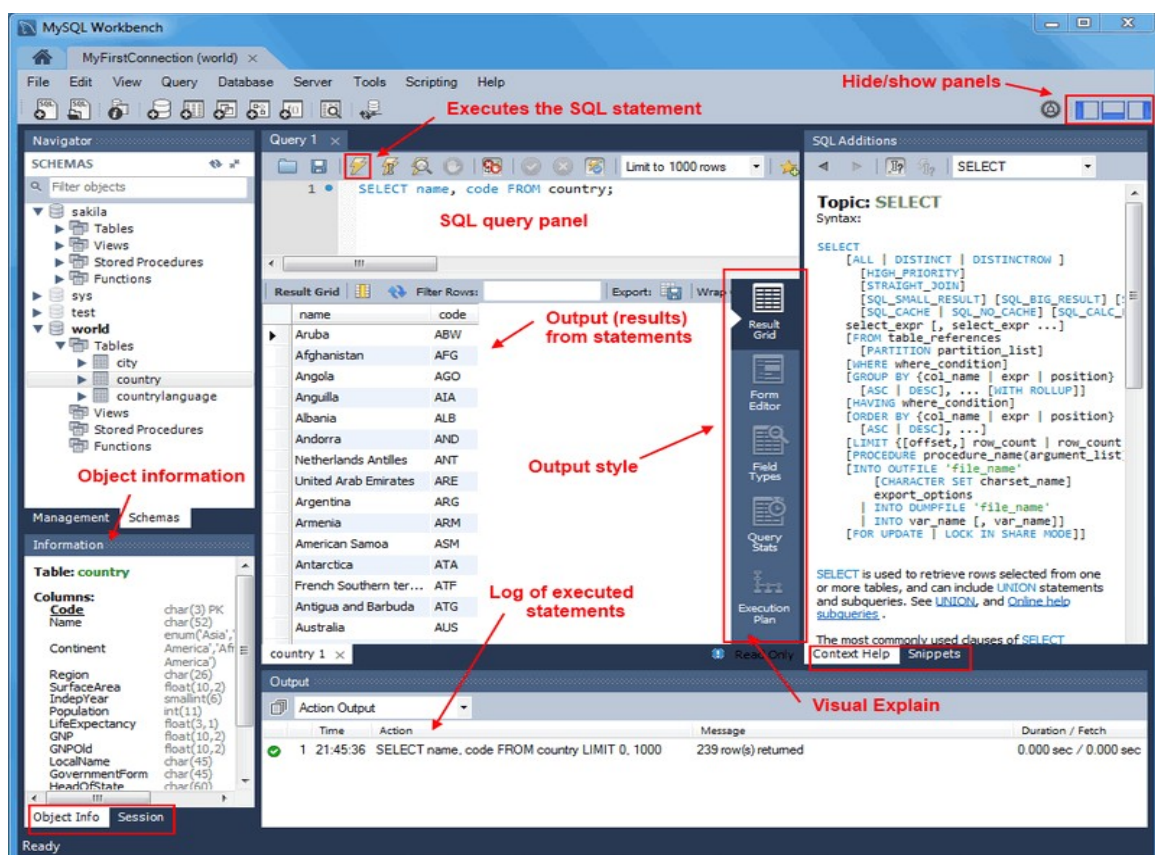 MySQL Workbench
MyFirstConnection (world)
File Edit View Query Database Server Tools Scripting Help
Hide/show panels
Executes the SQL statement
Navigator
SCHEMAS
Filter objects
sakila
Tables
Views
Stored Procedures
Functions
sys
test
world
Tables
city
country
countrylanguage
Views
Stored Procedures
Functions
Object information
Management Schemas
Information
Table: country
Columns:
Code char(3) PK
Name char(52)
enum('Asia','
Continent America','Afr
America')
Region char(26)
SurfaceArea float(10,2)
IndepYear smallint(6)
Population int(11)
LifeExpectancy float(3,1)
GNP float(10,2)
GNPOld float(10,2)
LocalName char(45)
GovernmentForm char(45)
HeadOfState char(60)
Object Info Session
Ready
Query 1
Limit to 1000 rows
1 SELECT name, code FROM country;
SQL query panel
Result Grid Filter Rows: Export: Wrap
name code
Aruba ABW
Afghanistan AFG
Angola AGO
Anguilla AIA
Albania ALB
Andorra AND
Netherlands Antilles ANT
United Arab Emirates ARE
Argentina ARG
Armenia ARM
American Samoa ASM
Antarctica ATA
French Southern ter... ATF
Antigua and Barbuda ATG
Australia AUS
Output (results)
from statements
Output style
Log of executed
statements
Result
Grid
Form
Editor
Field
Types
Query
Stats
Execution
Plan
country 1 Read Only
Visual Explain
Output
Action Output
Time Action Message Duration / Fetch
1 21:45:36 SELECT name, code FROM country LIMIT 0, 1000 239 row(s) returned 0.000 sec / 0.000 sec
SQL Additions
SELECT
Topic: SELECT
Syntax:
SELECT
[ALL | DISTINCT | DISTINCTROW ]
[HIGH_PRIORITY]
[STRAIGHT_JOIN]
[SQL_SMALL_RESULT] [SQL_BIG_RESULT] [
[SQL_CACHE | SQL_NO_CACHE] [SQL_CALC_
select_expr [, select_expr ...]
[FROM table_references
[PARTITION partition_list]
[WHERE where_condition]
[GROUP BY {col_name | expr | position}
[ASC | DESC], ... [WITH ROLLUP]]
[HAVING where_condition]
[ORDER BY {col_name | expr | position}
[ASC | DESC], ...]
[LIMIT {[offset,] row_count | row_count
[PROCEDURE procedure_name(argument_list)
[INTO OUTFILE 'file_name'
[CHARACTER SET charset_name]
export_options
| INTO DUMPFILE 'file_name'
| INTO var_name [, var_name]]
[FOR UPDATE | LOCK IN SHARE MODE]]
SELECT is used to retrieve rows selected from one
or more tables, and can include UNION statements
and subqueries. See UNION, and Online help
subqueries .
The most commonly used clauses of SELECT
Context Help Snippets